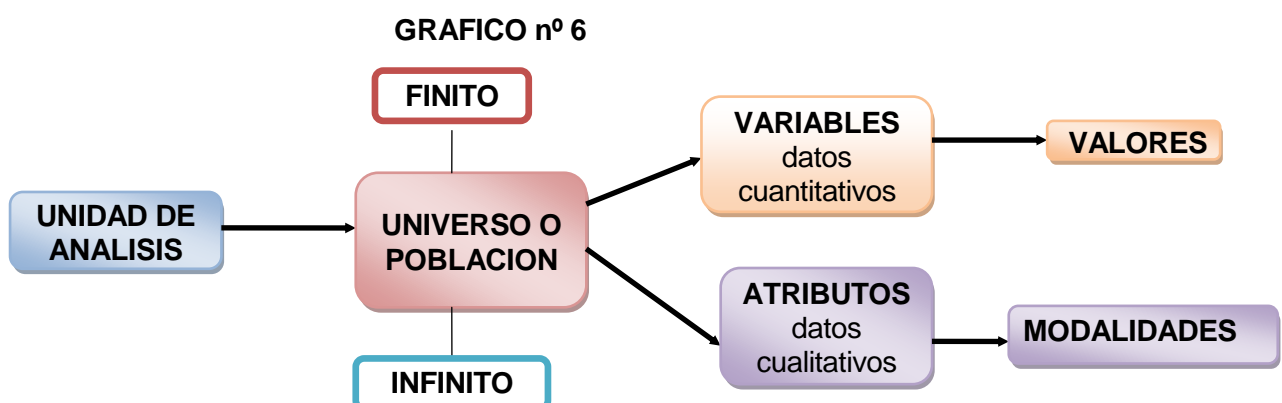 GRAFICO nº 6
FINITO
UNIDAD DE
ANALISIS
UNIVERSO O
POBLACION
INFINITO
VARIABLES
datos
cuantitativos
VALORES
ATRIBUTOS
datos
cualitativos
MODALIDADES